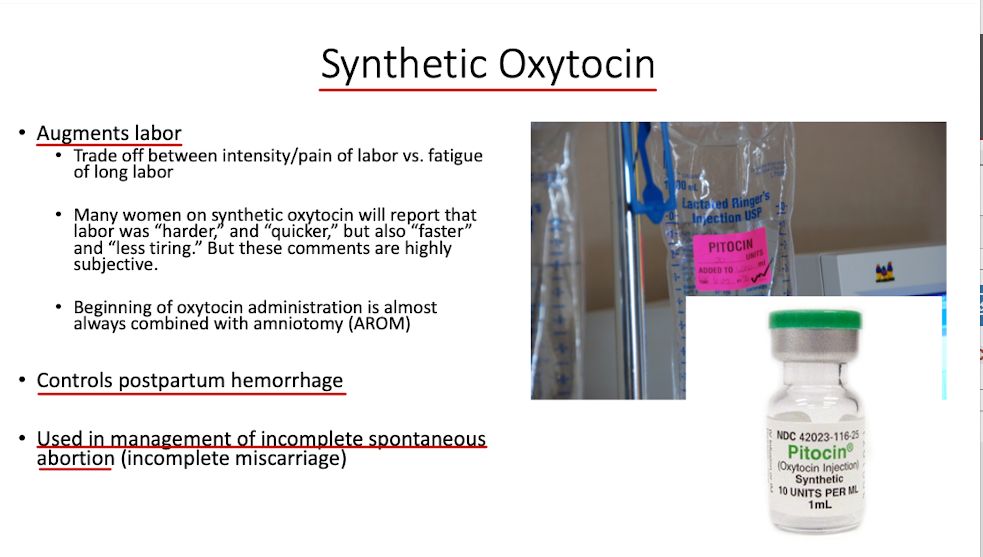 Synthetic Oxytocin
• Augments labor
• Trade off between intensity/pain of labor vs. fatigue
of long labor
• Many women on synthetic oxytocin will report that
labor was “harder,” and “quicker,” but also “faster”
and “less tiring.” But these comments are highly
subjective.
• Beginning of oxytocin administration is almost
always combined with amniotomy (AROM)
• Controls postpartum hemorrhage
• Used in management of incomplete spontaneous
abortion (incomplete miscarriage)
Lactated Ringer's
Injection USP
PITOCIN
UNITS
ADDED TO
NDC 42023-116-25
Pitocin®
(Oxytocin Injection)
Synthetic
10 UNITS PER ML
1mL